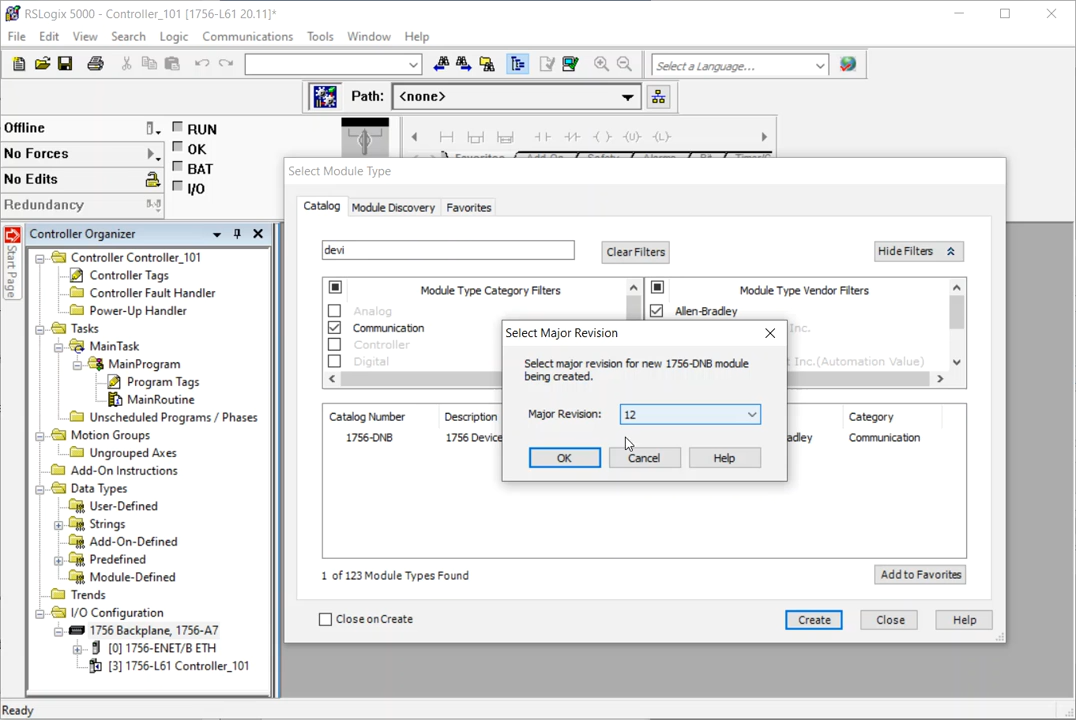 RSLogix 5000 - Controller_101 [1756-L61 20.11]*
File Edit View Search Logic Communications Tools Window Help
Select a Language...
Path: <none>
Offline
No Forces
No Edits
Redundancy
RUN
OK
BAT
I/O
Start Page
Controller Organizer
Controller Controller_101
Controller Tags
Controller Fault Handler
Power-Up Handler
Tasks
MainTask
MainProgram
Program Tags
MainRoutine
Unscheduled Programs / Phases
Motion Groups
Ungrouped Axes
Add-On Instructions
Data Types
User-Defined
Strings
Add-On-Defined
Predefined
Module-Defined
Trends
I/O Configuration
1756 Backplane, 1756-A7
[0] 1756-ENET/B ETH
[3] 1756-L61 Controller_101
Select Module Type
Catalog Module Discovery Favorites
devi
Clear Filters
Hide Filters
Module Type Category Filters
Analog
Communication
Controller
Digital
Module Type Vendor Filters
Allen-Bradley
Inc.
Inc.(Automation Value)
Catalog Number Description Category
1756-DNB 1756 Device adley Communication
Select Major Revision
Select major revision for new 1756-DNB module
being created.
Major Revision: 12
OK Cancel Help
1 of 123 Module Types Found
Add to Favorites
Close on Create
Create Close Help
Ready